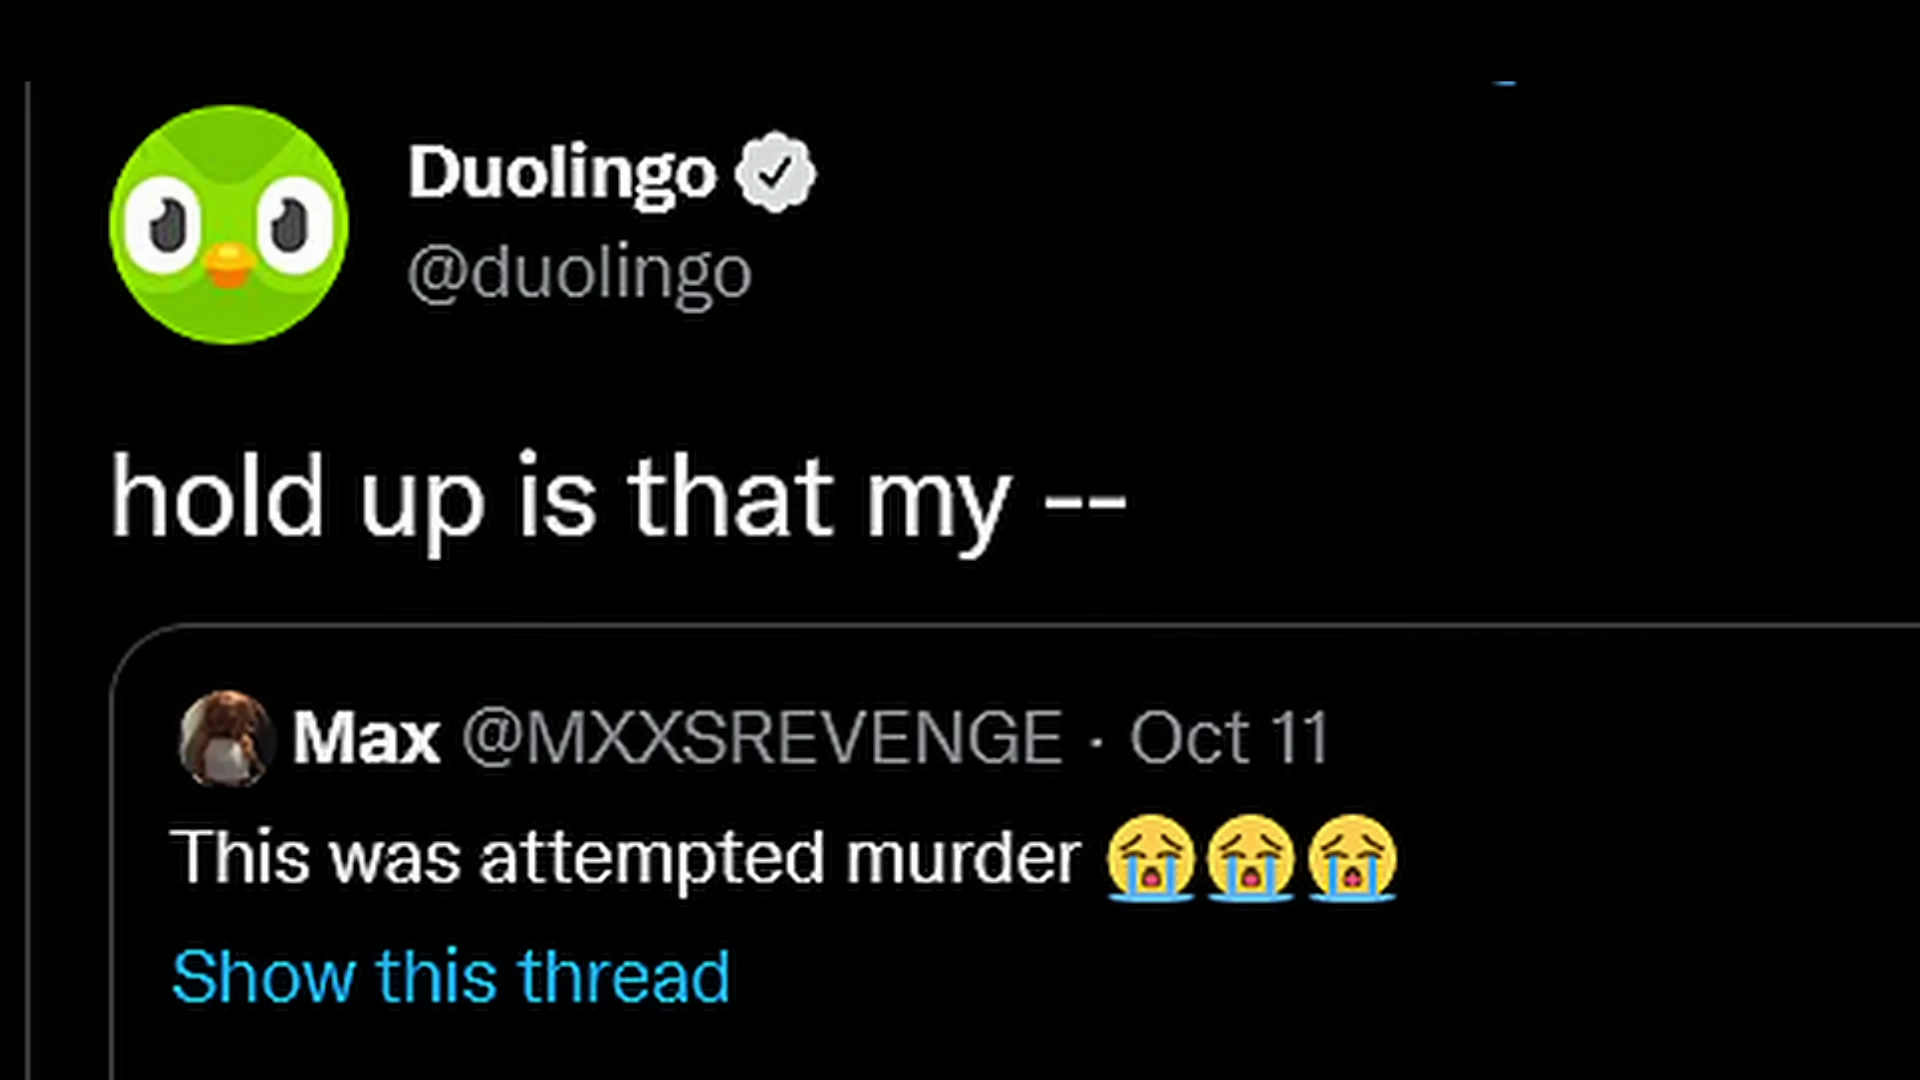 Duolingo
@duolingo
hold up is that my --
Max @MXXSREVENGE · Oct 11
This was attempted murder 😭😭😭
Show this thread